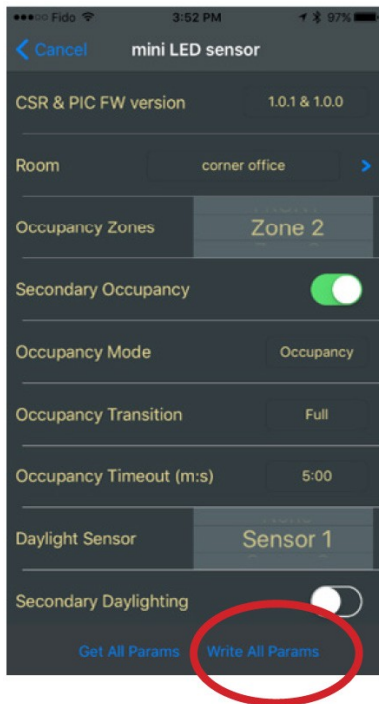 Fido 3:52 PM 97%
Cancel mini LED sensor
CSR & PIC FW version 1.0.1 & 1.0.0
Room corner office
Occupancy Zones Zone 2
Secondary Occupancy
Occupancy Mode Occupancy
Occupancy Transition Full
Occupancy Timeout (m:s) 5:00
Daylight Sensor Sensor 1
Secondary Daylighting
Get All Params Write All Params